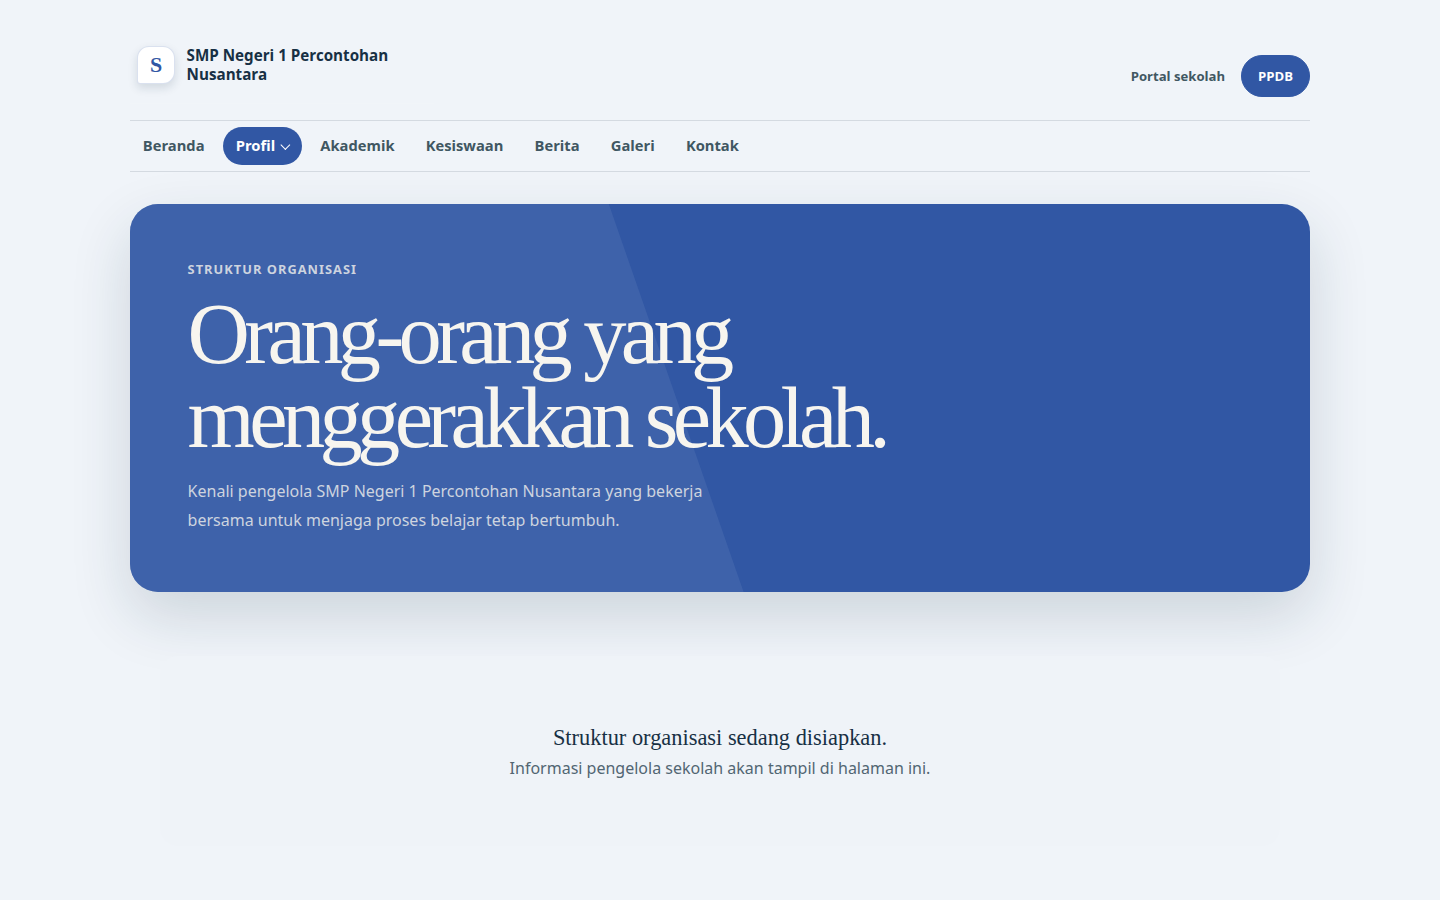 S
SMP Negeri 1 Percontohan
Nusantara
Portal sekolah
PPDB
Beranda
Profil
Akademik
Kesiswaan
Berita
Galeri
Kontak
STRUKTUR ORGANISASI
Orang-orang yang
menggerakkan sekolah.
Kenali pengelola SMP Negeri 1 Percontohan Nusantara yang bekerja
bersama untuk menjaga proses belajar tetap bertumbuh.
Struktur organisasi sedang disiapkan.
Informasi pengelola sekolah akan tampil di halaman ini.